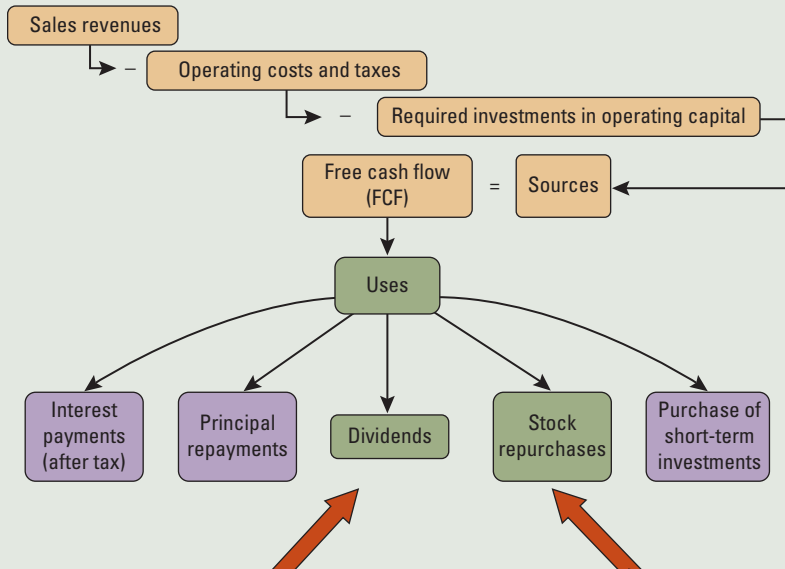 Sales revenues
– Operating costs and taxes
– Required investments in operating capital
Free cash flow
(FCF)
= Sources
Uses
Interest
payments
(after tax)
Principal
repayments
Dividends
Stock
repurchases
Purchase of
short-term
investments